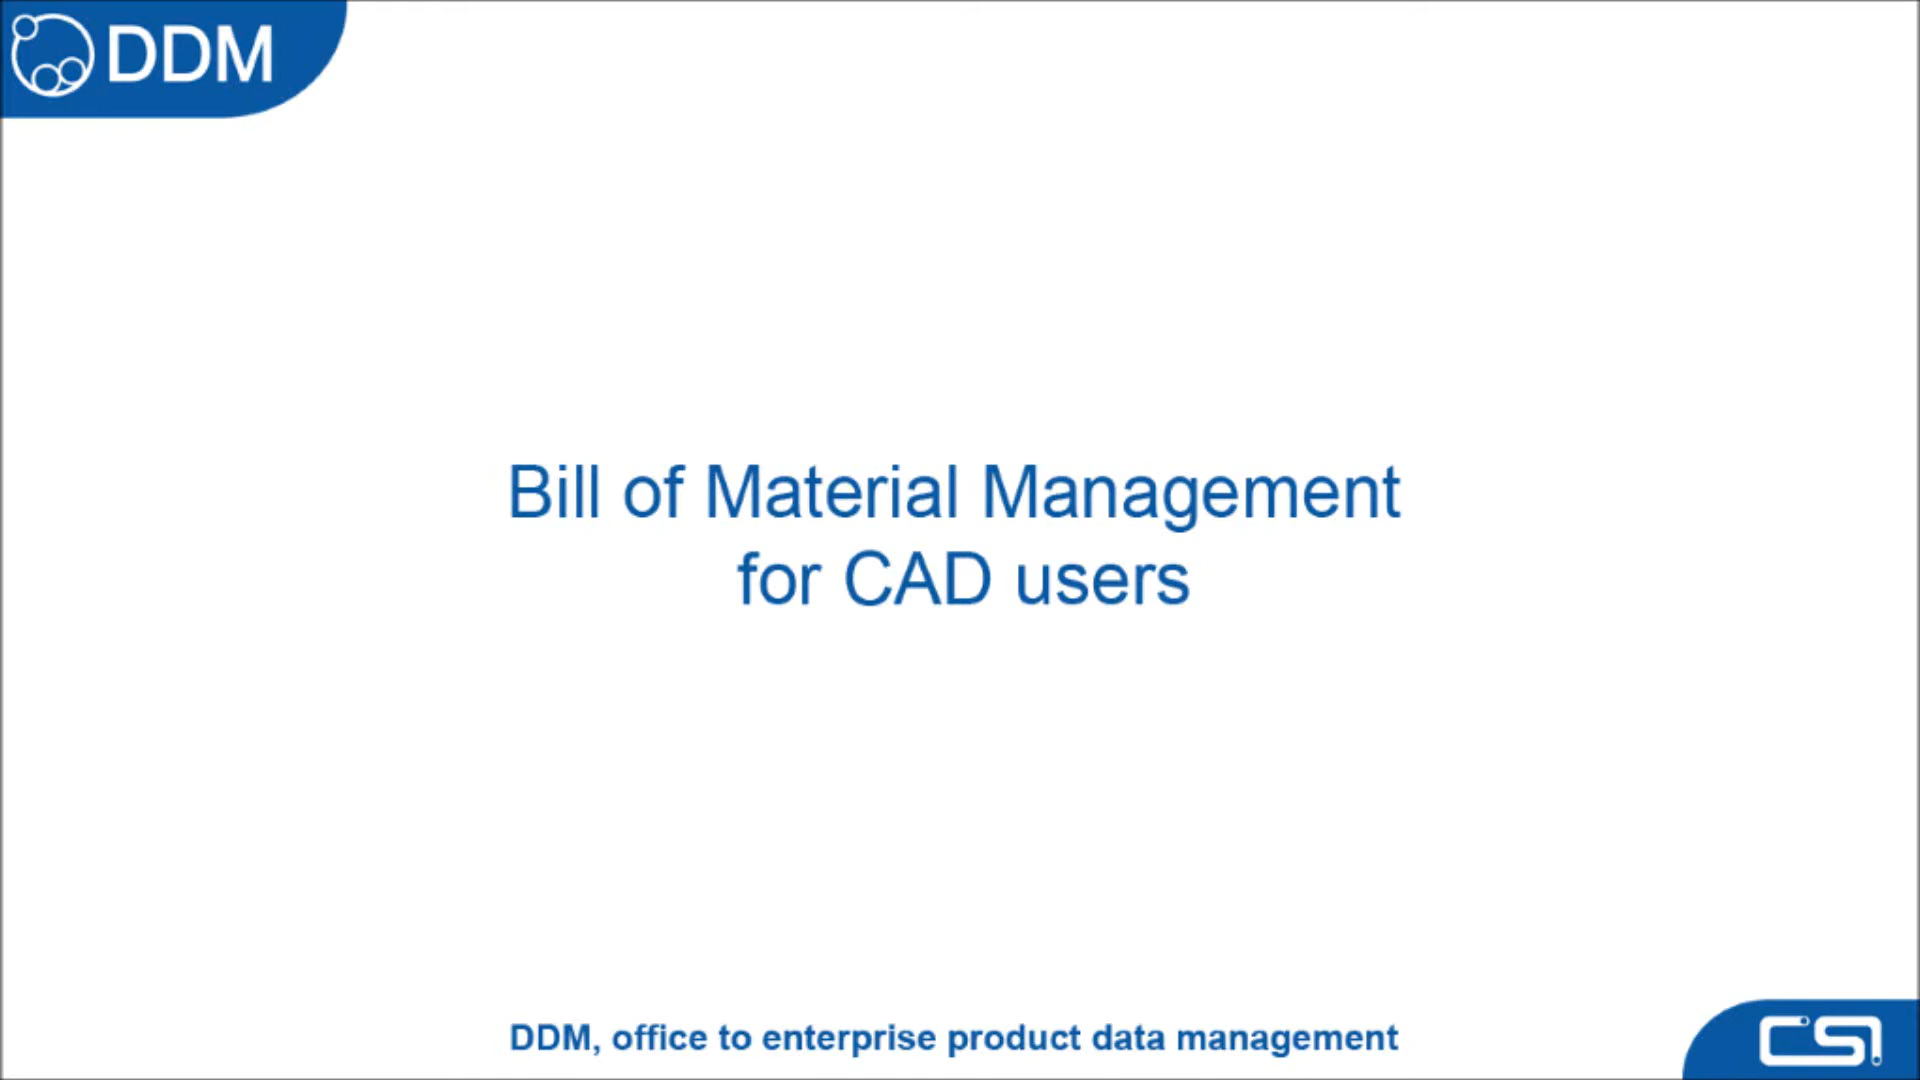 DDM
Bill of Material Management
for CAD users
DDM, office to enterprise product data management
CSI